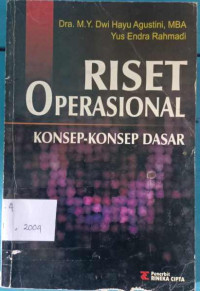 Dra. M.Y. Dwi Hayu Agustini, MBA
Yus Endra Rahmadi
RISET
OPERASIONAL
KONSEP-KONSEP DASAR
2009
Penerbit
RINEKA CIPTA